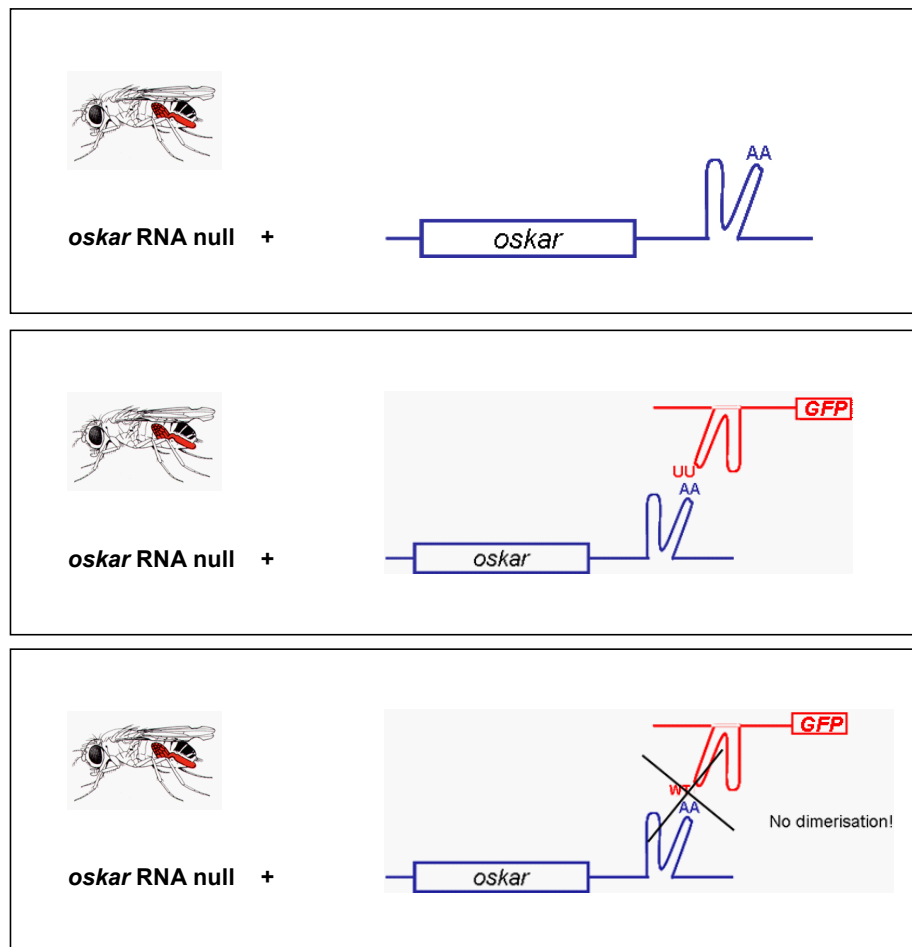 AA
oskar RNA null +
oskar
GFP
UU
AA
oskar RNA null +
oskar
GFP
WT
AA
No dimerisation!
oskar RNA null +
oskar